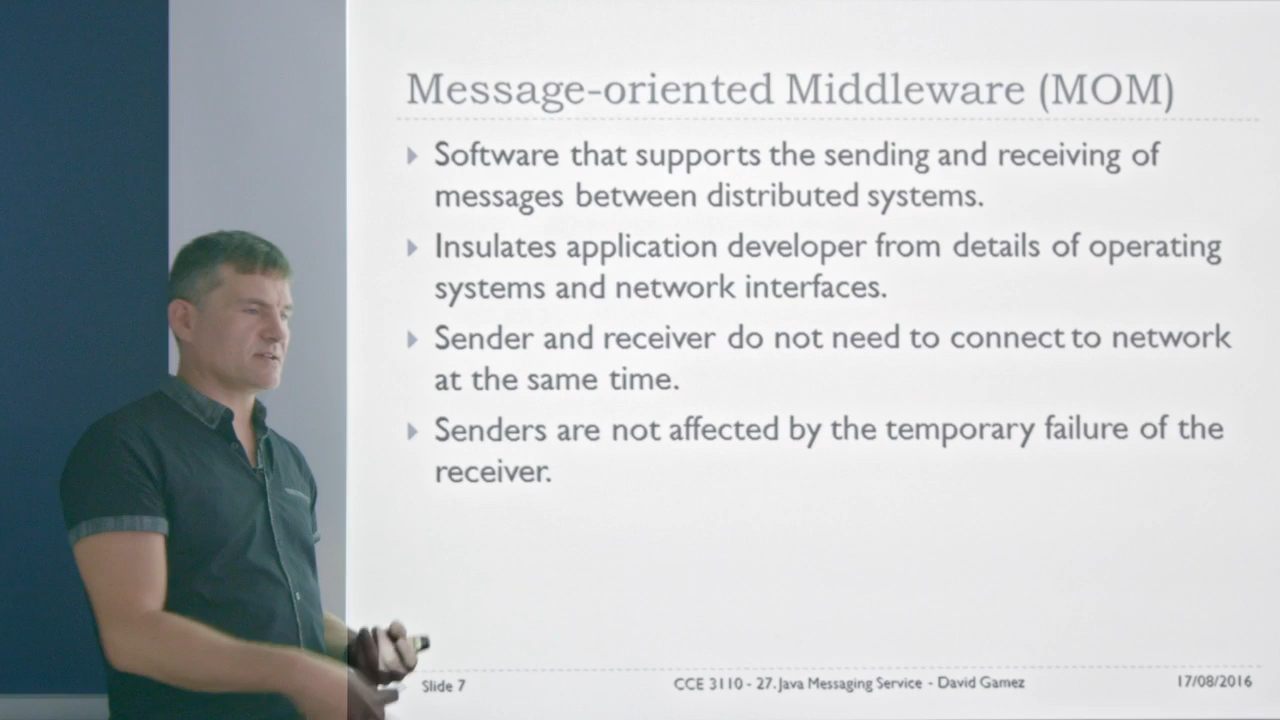 Message-oriented Middleware (MOM)
Software that supports the sending and receiving of
messages between distributed systems.
Insulates application developer from details of operating
systems and network interfaces.
Sender and receiver do not need to connect to network
at the same time.
Senders are not affected by the temporary failure of the
receiver.
Slide 7
CCE 3110 - 27. Java Messaging Service - David Gamez
17/08/2016